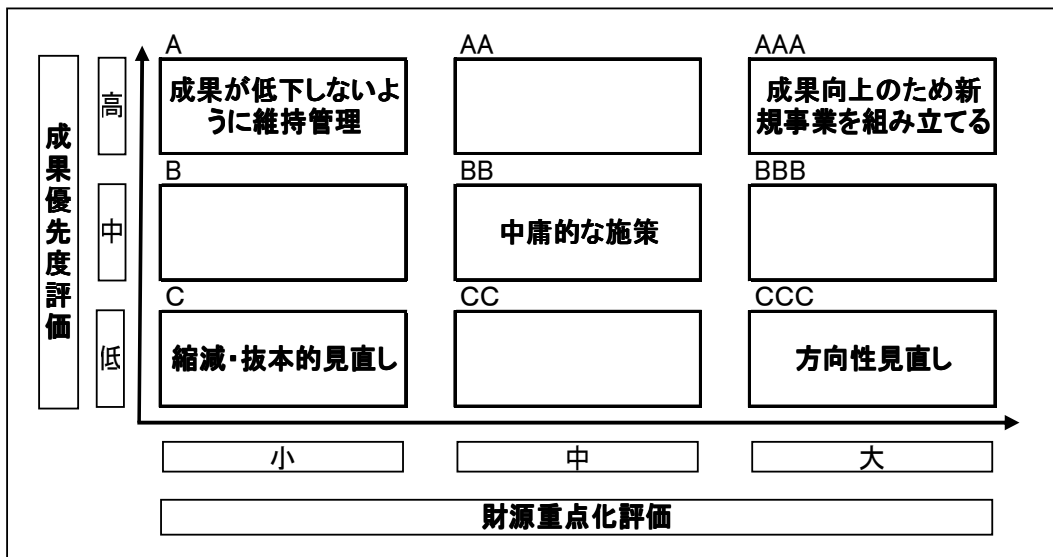 成果優先度評価
高
A
成果が低下しないよ
うに維持管理
AA
AAA
成果向上のため新
規事業を組み立てる
中
B
BB
中庸的な施策
BBB
低
C
縮減・抜本的見直し
CC
CCC
方向性見直し
小
中
大
財源重点化評価